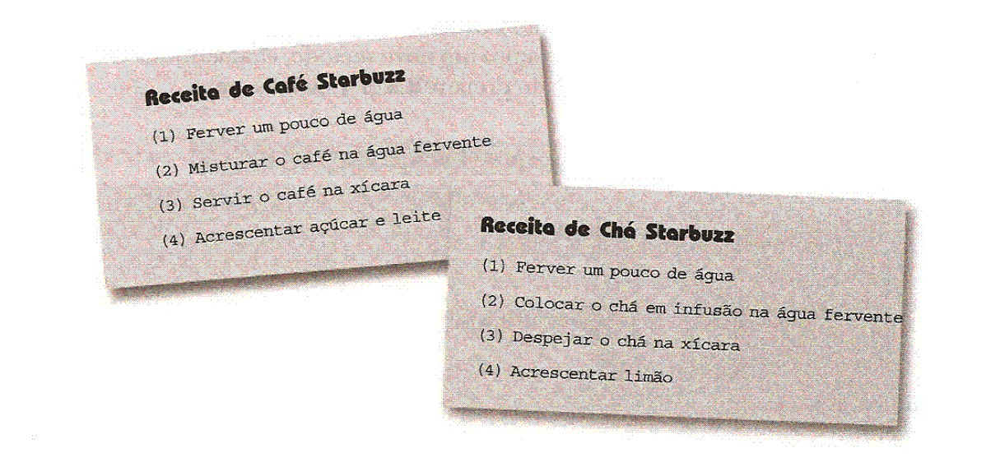 Receita de Café Starbuzz
(1) Ferver um pouco de água
(2) Misturar o café na água fervente
(3) Servir o café na xícara
(4) Acrescentar açúcar e leite
Receita de Chá Starbuzz
(1) Ferver um pouco de água
(2) Colocar o chá em infusão na água fervente
(3) Despejar o chá na xícara
(4) Acrescentar limão